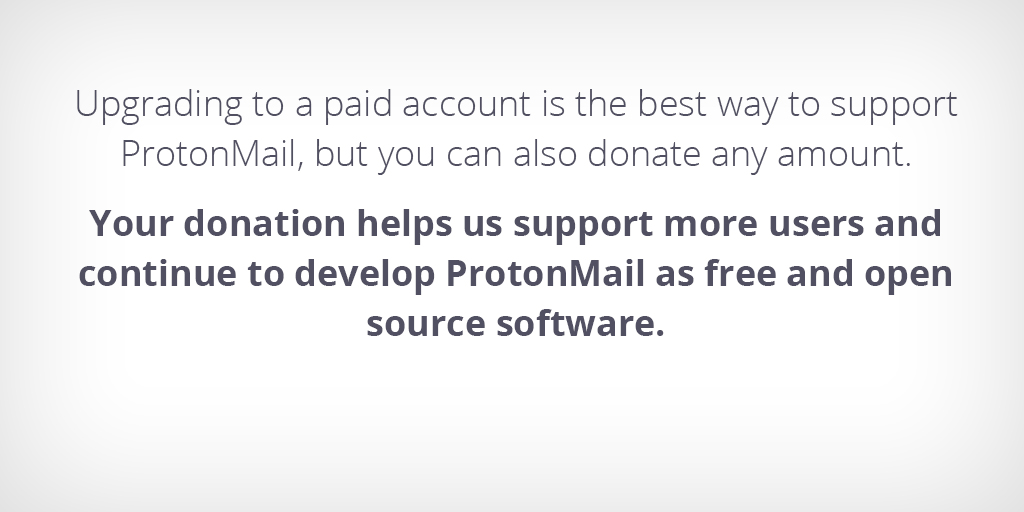 Upgrading to a paid account is the best way to support
ProtonMail, but you can also donate any amount.
Your donation helps us support more users and
continue to develop ProtonMail as free and open
source software.